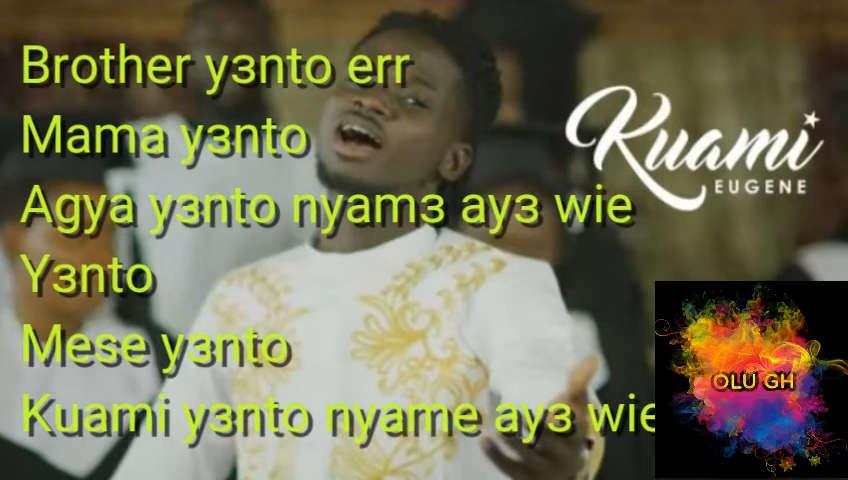 Brother yɜnto err
Mama yɜnto
Agya yɜnto nyamɜ ayɜ wie
Yɜnto
Mese yɜnto
Kuami yɜnto nyame ayɜ wie
Kuami
EUGENE
OLU GH